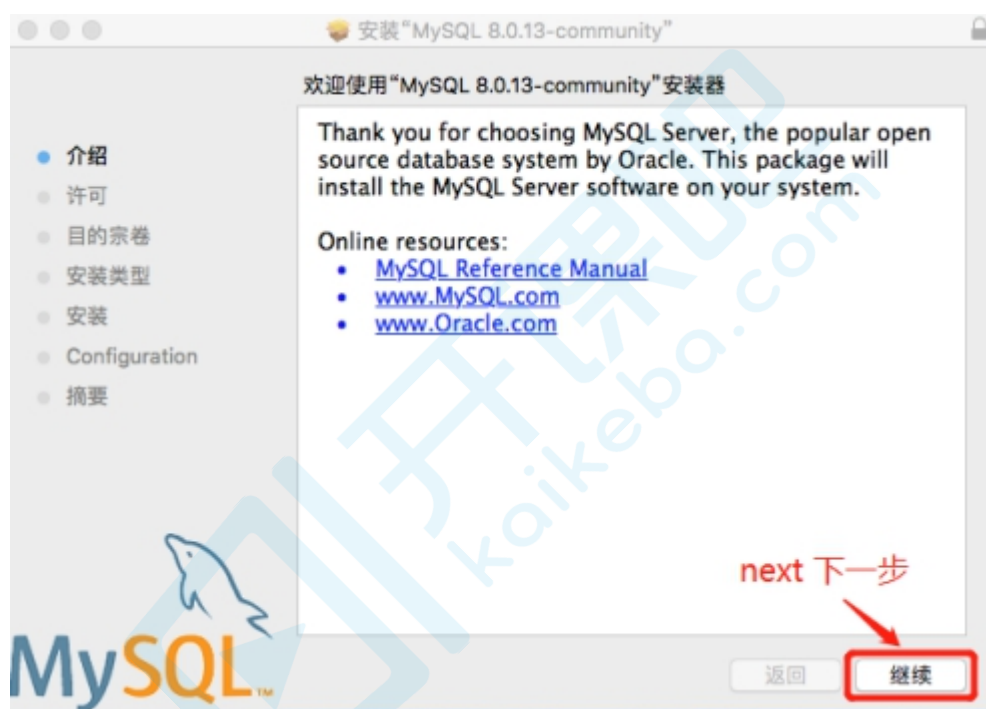 安装“MySQL 8.0.13-community”
欢迎使用“MySQL 8.0.13-community”安装器
介绍
许可
目的宗卷
安装类型
安装
Configuration
摘要
Thank you for choosing MySQL Server, the popular open
source database system by Oracle. This package will
install the MySQL Server software on your system.
Online resources:
• MySQL Reference Manual
• www.MySQL.com
• www.Oracle.com
开课吧
kaikeba.com
next 下一步
MySQL™
返回
继续